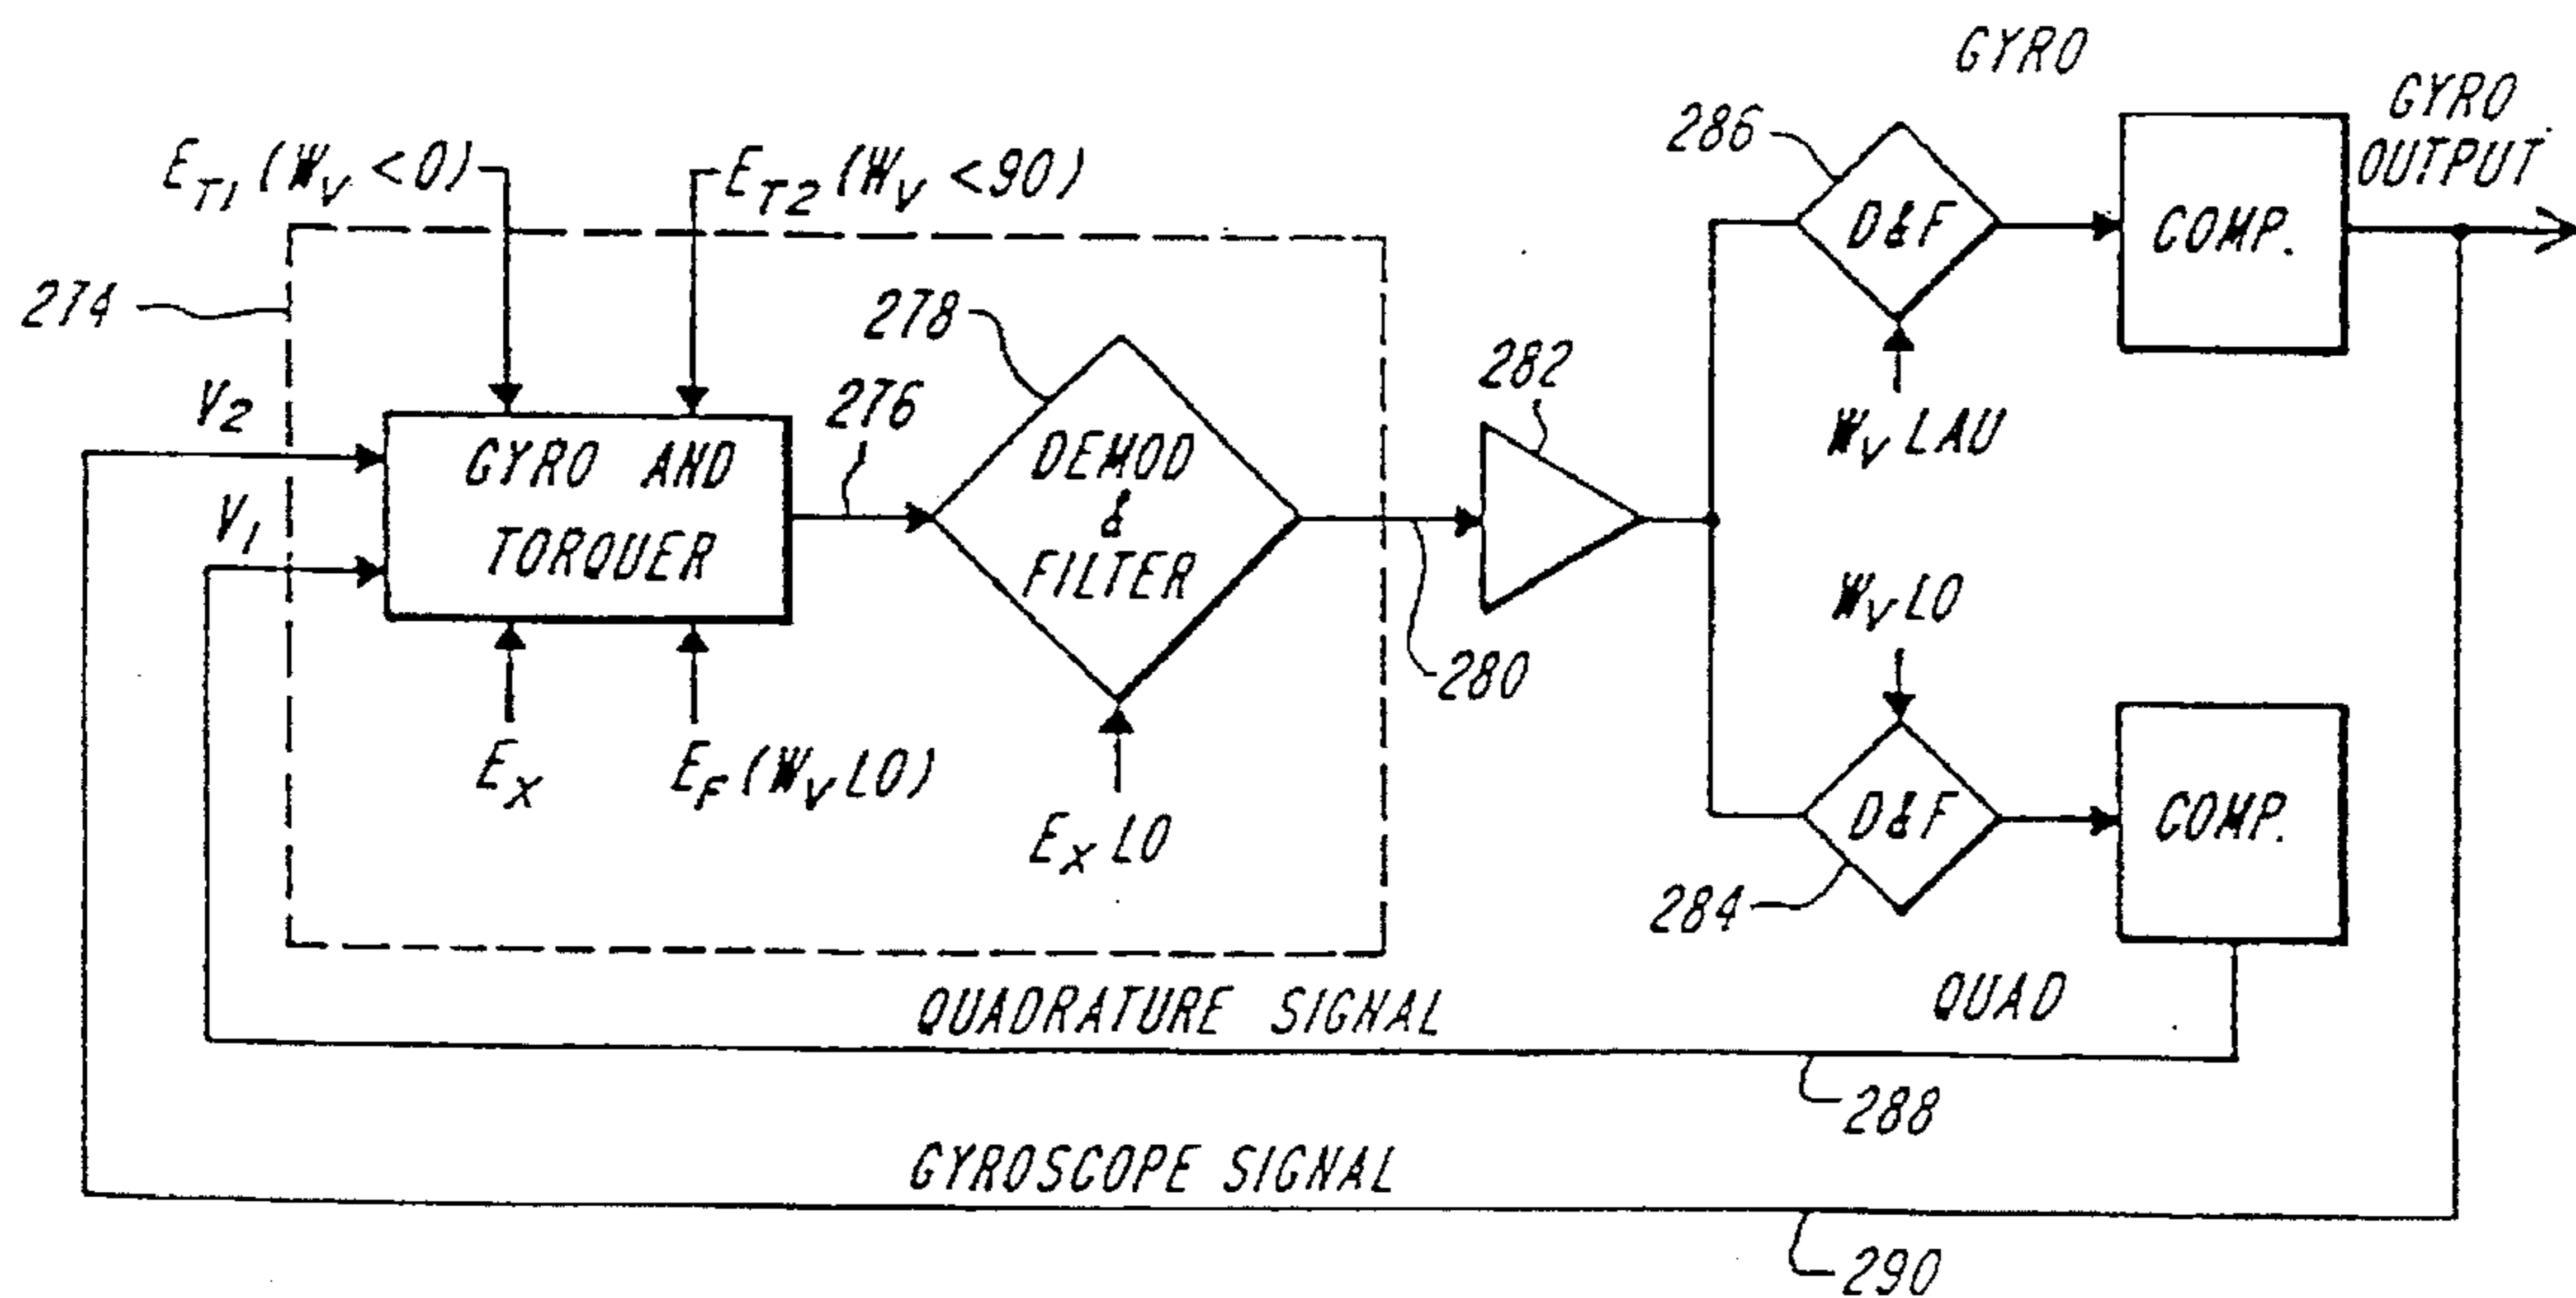 GYRO
GYRO
OUTPUT
286
E_T1 (W_V <0)
E_T2 (W_V <90)
D&F
COMP.
274
278
282
276
W_V LAU
V2
V1
GYRO AND
TORQUER
DEMOD
&
FILTER
W_V LO
280
E_X
E_F (W_V LO)
E_X LO
D&F
COMP.
284
QUADRATURE SIGNAL
QUAD
288
GYROSCOPE SIGNAL
290